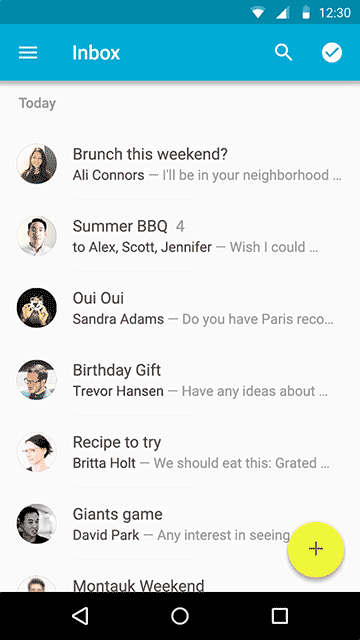 12:30
Inbox
Today
Brunch this weekend?
Ali Connors — I'll be in your neighborhood ...
Summer BBQ 4
to Alex, Scott, Jennifer — Wish I could ...
Oui Oui
Sandra Adams — Do you have Paris reco...
Birthday Gift
Trevor Hansen — Have any ideas about ...
Recipe to try
Britta Holt — We should eat this: Grated ...
Giants game
David Park — Any interest in seeing
Montauk Weekend